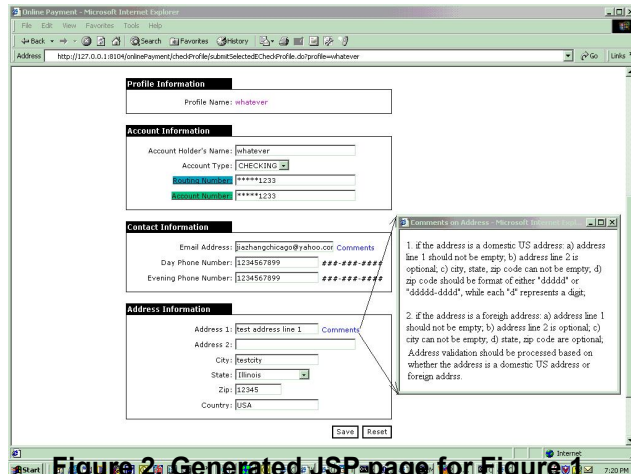 Online Payment - Microsoft Internet Explorer
File Edit View Favorites Tools Help
Back Search Favorites History
Address http://127.0.0.1:8104/onlinePayment/checkProfile/submitSelectedECheckProfile.do?profile=whatever Go Links
Profile Information
Profile Name: whatever
Account Information
Account Holder's Name: whatever
Account Type: CHECKING
Routing Number: *****1233
Account Number: *****1233
Contact Information
Email Address: jiazhangchicago@yahoo.com Comments
Day Phone Number: 1234567899 ###-###-####
Evening Phone Number: 1234567899 ###-###-####
Address Information
Address 1: test address line 1 Comments
Address 2:
City: testcity
State: Illinois
Zip: 12345
Country: USA
Save Reset
Comments on Address - Microsoft Internet Expl
1. if the address is a domestic US address: a) address
line 1 should not be empty; b) address line 2 is
optional; c) city, state, zip code can not be empty, d)
zip code should be format of either "ddddd" or
"ddddd-dddd", while each "d" represents a digit;
2. if the address is a foreigh address: a) address line 1
should not be empty; b) address line 2 is optional; c)
city can not be empty; d) state, zip code are optional;
Address validation should be processed based on
whether the address is a domestic US address or
foreign addrss.
Internet
Start 7:20 PM
Figure 2. Generated JSP page for Figure 1